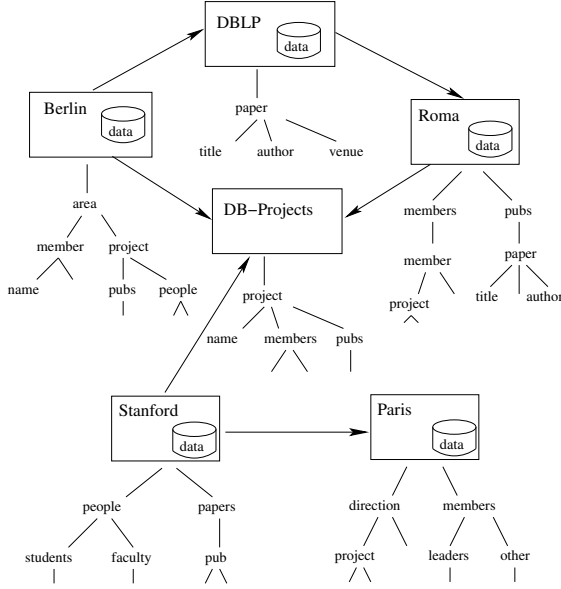 DBLP
data
Berlin
data
paper
title author venue
Roma
data
area
member project
name pubs people
DB-Projects
members pubs
member paper
project title author
project
name members pubs
Stanford
data
Paris
data
people papers
students faculty pub
direction members
project leaders other